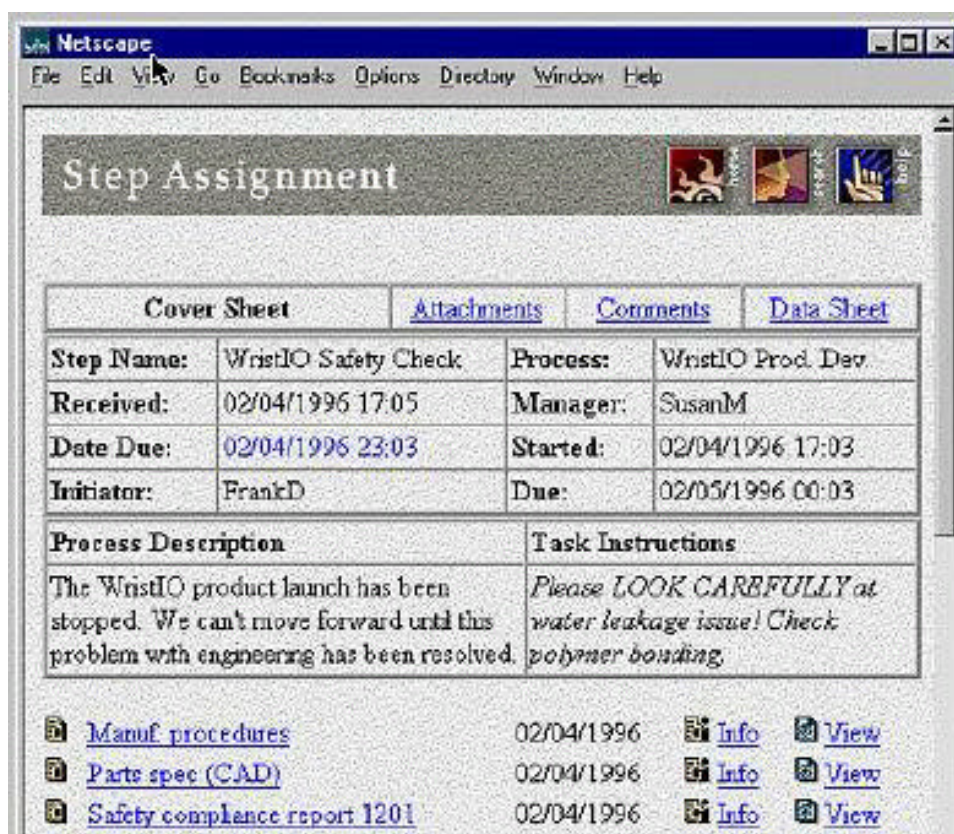 Netscape
File Edit View Go Bookmarks Options Directory Window Help
Step Assignment
home search help
Cover Sheet Attachments Comments Data Sheet
Step Name: WristIO Safety Check Process: WristIO Prod. Dev.
Received: 02/04/1996 17:05 Manager: SusanM
Date Due: 02/04/1996 23:03 Started: 02/04/1996 17:03
Initiator: FrankD Due: 02/05/1996 00:03
Process Description Task Instructions
The WristIO product launch has been
stopped. We can't move forward until this
problem with engineering has been resolved.
Please LOOK CAREFULLY at
water leakage issue! Check
polymer bonding.
Manuf. procedures 02/04/1996 Info View
Parts spec (CAD) 02/04/1996 Info View
Safety compliance report 1201 02/04/1996 Info View